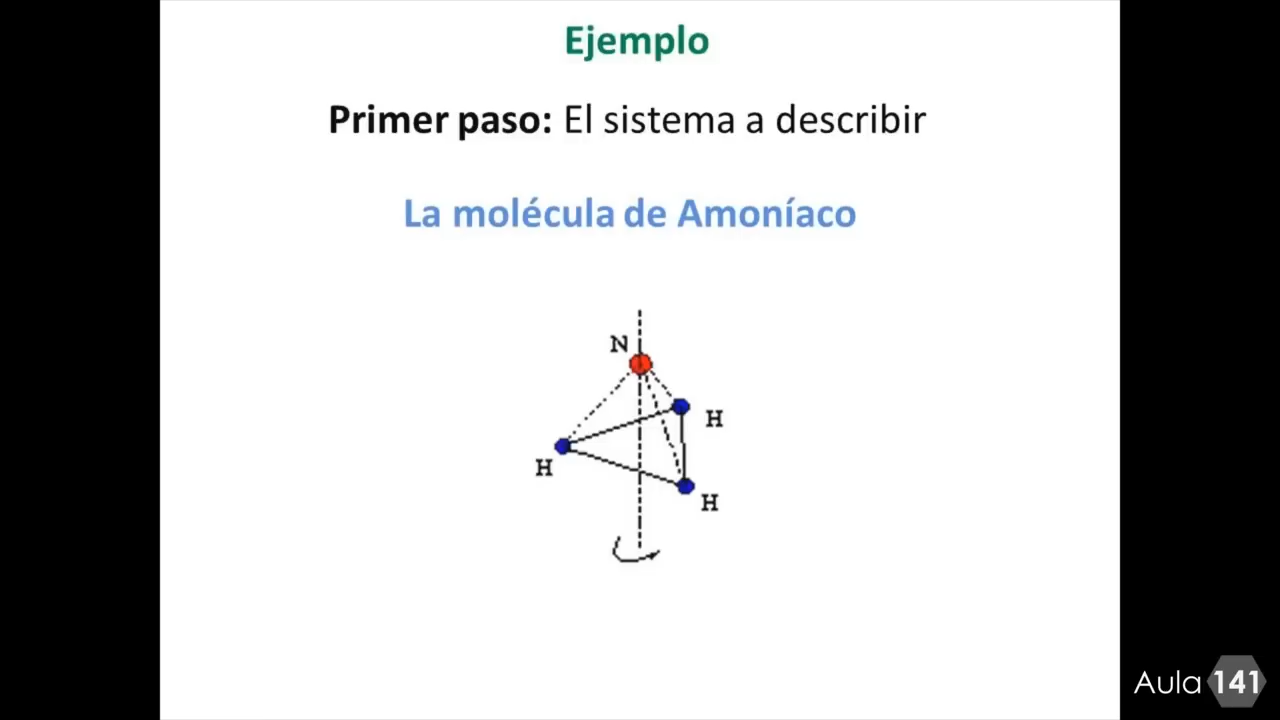 Ejemplo
Primer paso: El sistema a describir
La molécula de Amoníaco
N
H
H
H
Aula 141